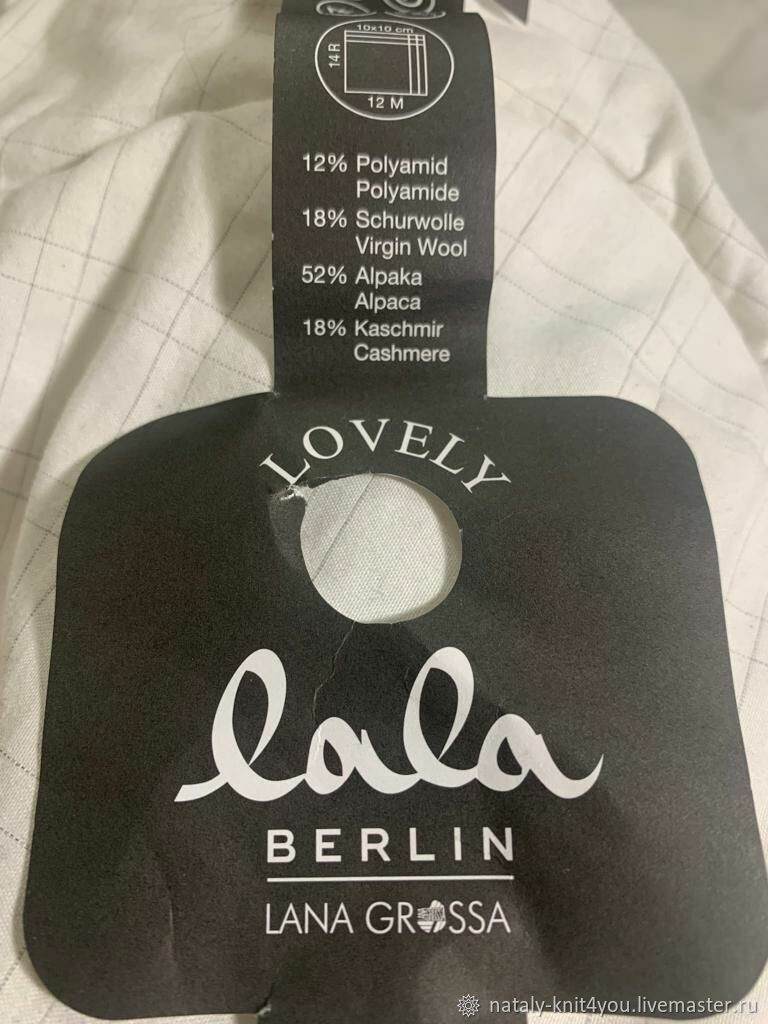 10x10 cm
14 R
12 M
12% Polyamid
Polyamide
18% Schurwolle
Virgin Wool
52% Alpaka
Alpaca
18% Kaschmir
Cashmere
LOVELY
lala
BERLIN
LANA GROSSA
nataly-knit4you.livemaster.ru